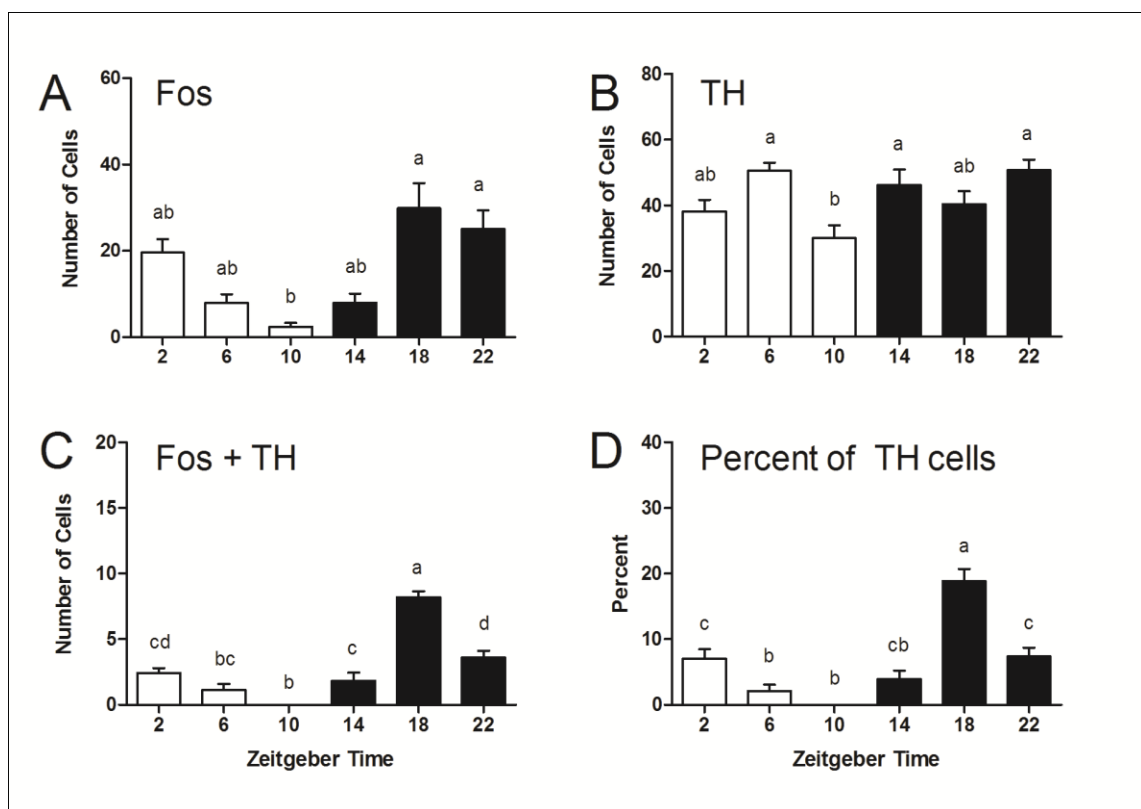 A Fos
60
40
20
0
Number of Cells
ab
ab
b
ab
a
a
2 6 10 14 18 22
B TH
80
60
40
20
0
Number of Cells
ab
a
b
a
ab
a
2 6 10 14 18 22
C Fos + TH
20
15
10
5
0
Number of Cells
cd
bc
b
c
a
d
2 6 10 14 18 22
Zeitgeber Time
D Percent of TH cells
40
30
20
10
0
Percent
c
b
b
cb
a
c
2 6 10 14 18 22
Zeitgeber Time